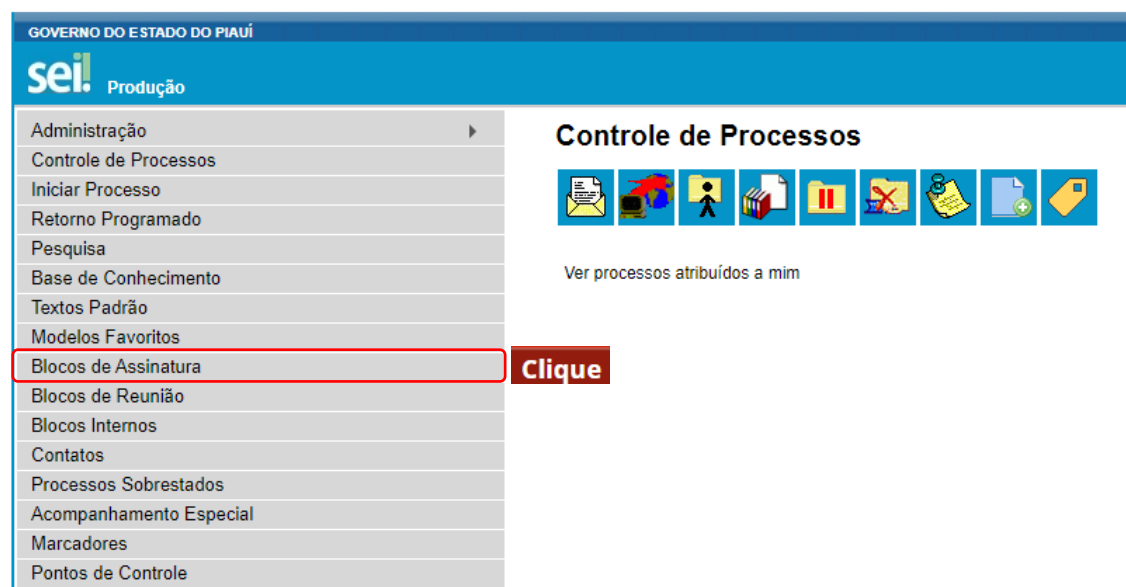 GOVERNO DO ESTADO DO PIAUÍ
sei! Produção
Administração
Controle de Processos
Iniciar Processo
Retorno Programado
Pesquisa
Base de Conhecimento
Textos Padrão
Modelos Favoritos
Blocos de Assinatura
Blocos de Reunião
Blocos Internos
Contatos
Processos Sobrestados
Acompanhamento Especial
Marcadores
Pontos de Controle
Controle de Processos
Ver processos atribuídos a mim
Clique